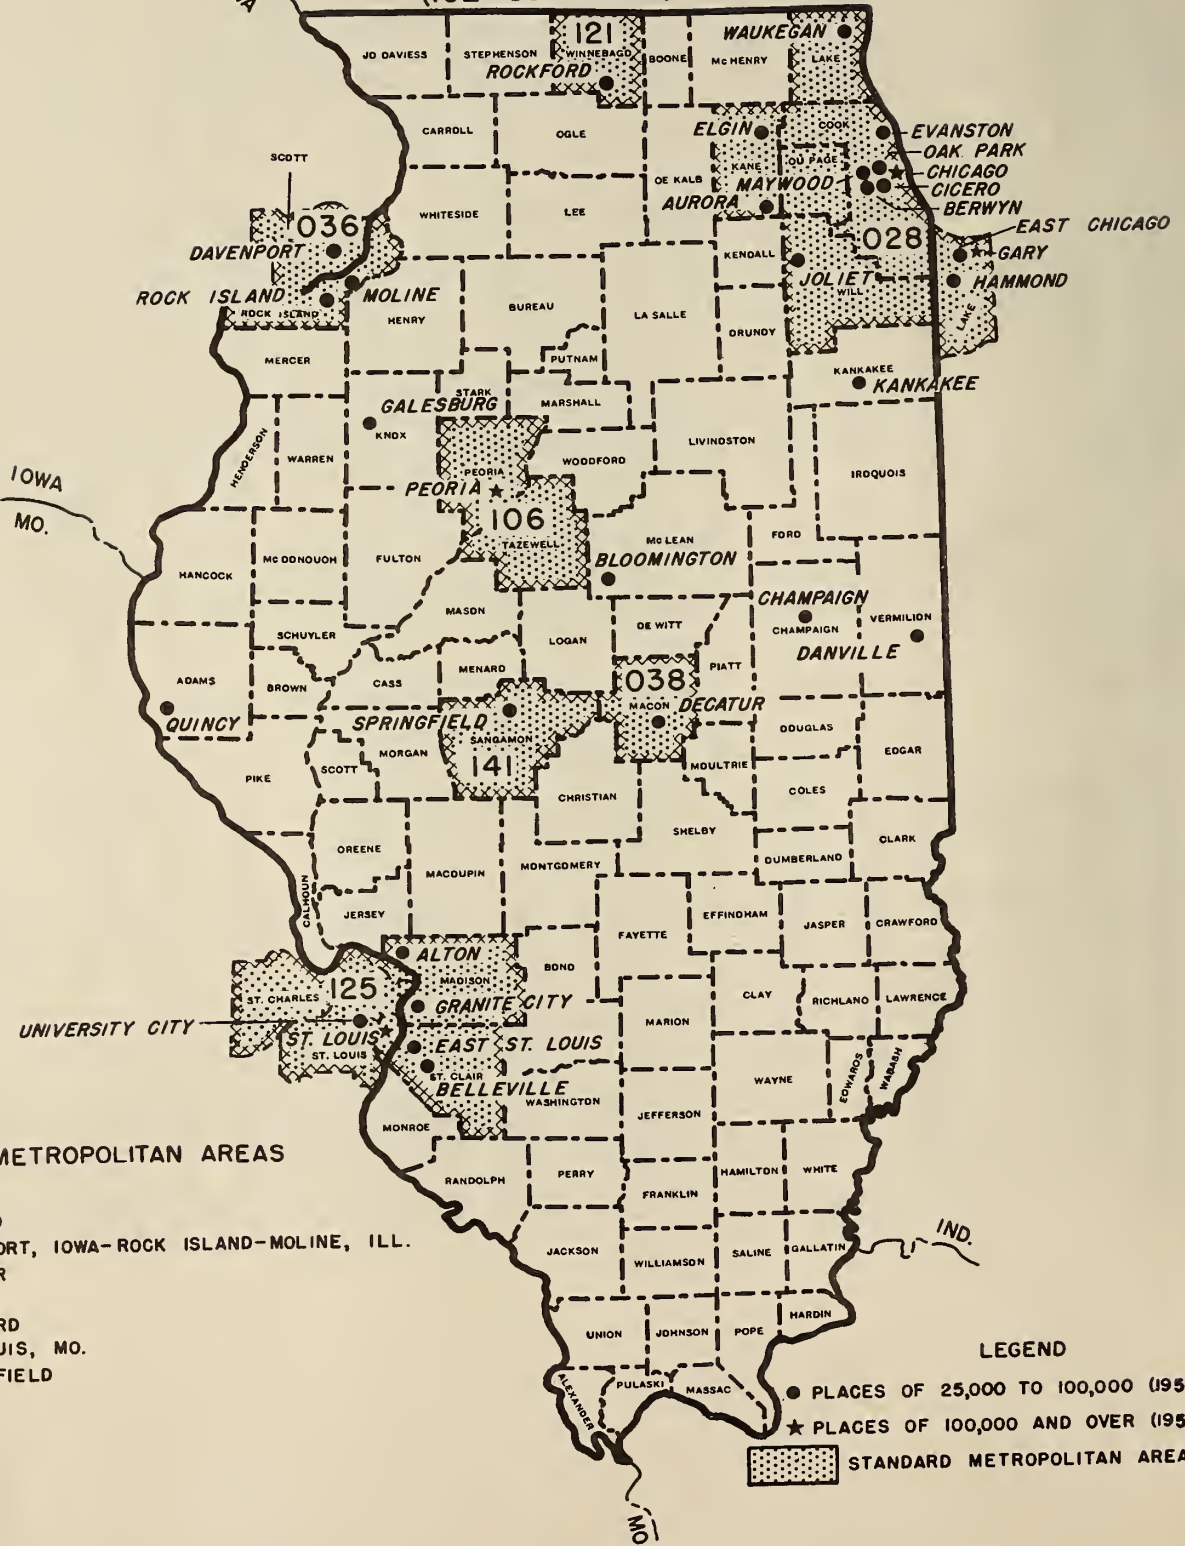 121
JO DAVIESS
STEPHENSON
WINNEBAGO
BOONE
McHENRY
LAKE
WAUKEGAN
ROCKFORD
CARROLL
OGLE
ELGIN
COOK
EVANSTON
OAK PARK
SCOTT
DE KALB
KANE
DU PAGE
MAYWOOD
CHICAGO
CICERO
BERWYN
AURORA
WHITESIDE
LEE
036
DAVENPORT
EAST CHICAGO
028
GARY
KENDALL
JOLIET
HAMMOND
WILL
LAKE
ROCK ISLAND
MOLINE
ROCK ISLAND
HENRY
BUREAU
LA SALLE
GRUNDY
MERCER
PUTNAM
KANKAKEE
KANKAKEE
STARK
GALESBURG
MARSHALL
KNOX
HENDERSON
WARREN
LIVINGSTON
IROQUOIS
PEORIA
WOODFORD
PEORIA
106
TAZEWELL
IOWA
MO.
McLEAN
FORD
HANCOCK
McDONOUGH
FULTON
BLOOMINGTON
CHAMPAIGN
CHAMPAIGN
VERMILION
DANVILLE
MASON
SCHUYLER
LOGAN
DE WITT
PIATT
MENARD
CASS
BROWN
ADAMS
038
MACON
DECATUR
QUINCY
SPRINGFIELD
SANGAMON
141
DOUGLAS
EDGAR
PIKE
SCOTT
MORGAN
MOULTRIE
CHRISTIAN
COLES
SHELBY
CLARK
GREENE
MACOUPIN
MONTGOMERY
CUMBERLAND
CALHOUN
JERSEY
FAYETTE
EFFINGHAM
JASPER
CRAWFORD
ALTON
MADISON
BOND
125
ST. CHARLES
CLAY
RICHLAND
LAWRENCE
GRANITE CITY
UNIVERSITY CITY
MARION
ST. LOUIS
ST. LOUIS
EAST ST. LOUIS
ST. CLAIR
BELLEVILLE
WASHINGTON
WAYNE
EDWARDS
WABASH
JEFFERSON
MONROE
METROPOLITAN AREAS
RANDOLPH
PERRY
HAMILTON
WHITE
FRANKLIN
ORT, IOWA-ROCK ISLAND-MOLINE, ILL.
R
RD
UIS, MO.
FIELD
JACKSON
WILLIAMSON
SALINE
GALLATIN
IND.
HARDIN
UNION
JOHNSON
POPE
ALEXANDER
PULASKI
MASSAC
LEGEND
PLACES OF 25,000 TO 100,000 (195
PLACES OF 100,000 AND OVER (195
STANDARD METROPOLITAN AREA
MO